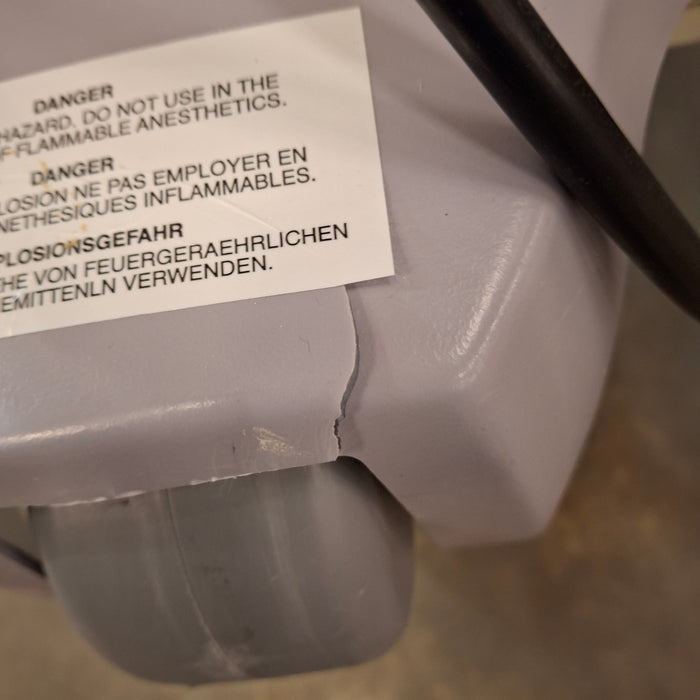 DANGER
HAZARD. DO NOT USE IN THE
FLAMMABLE ANESTHETICS.
DANGER
LOSION NE PAS EMPLOYER EN
NETHESIQUES INFLAMMABLES.
PLOSIONSGEFAHR
HE VON FEUERGERAEHRLICHEN
EMITTENLN VERWENDEN.